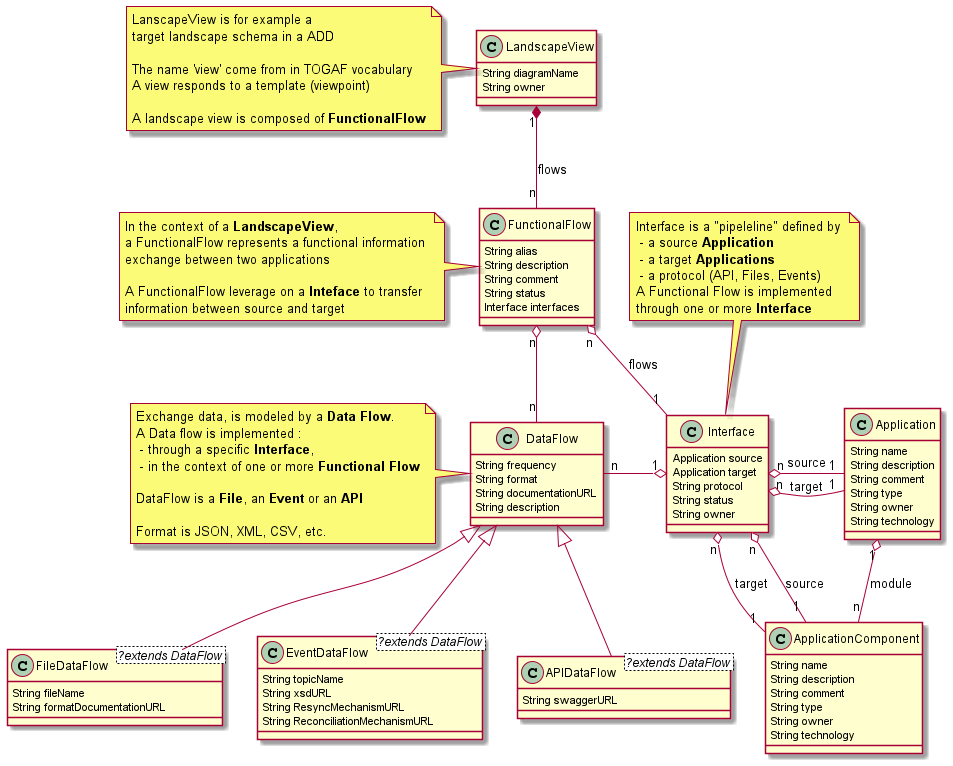 LanscapeView is for example a
target landscape schema in a ADD
The name 'view' come from in TOGAF vocabulary
A view responds to a template (viewpoint)
A landscape view is composed of FunctionalFlow
C LandscapeView
String diagramName
String owner
1
flows
n
In the context of a LandscapeView,
a FunctionalFlow represents a functional information
exchange between two applications
A FunctionalFlow leverage on a Inteface to transfer
information between source and target
C FunctionalFlow
String alias
String description
String comment
String status
Interface interfaces
Interface is a "pipeleline" defined by
- a source Application
- a target Applications
- a protocol (API, Files, Events)
A Functional Flow is implemented
through one or more Interface
n
n
flows
n
1
Exchange data, is modeled by a Data Flow.
A Data flow is implemented :
- through a specific Interface,
- in the context of one or more Functional Flow
DataFlow is a File, an Event or an API
Format is JSON, XML, CSV, etc.
C DataFlow
String frequency
String format
String documentationURL
String description
n
1
C Interface
Application source
Application target
String protocol
String status
String owner
n source 1
n target 1
C Application
String name
String description
String comment
String type
String owner
String technology
n
n
1
target
source
module
1
1
n
C FileDataFlow
?extends DataFlow
String fileName
String formatDocumentationURL
C EventDataFlow
?extends DataFlow
String topicName
String xsdURL
String ResyncMechanismURL
String ReconciliationMechanismURL
C APIDataFlow
?extends DataFlow
String swaggerURL
C ApplicationComponent
String name
String description
String comment
String type
String owner
String technology